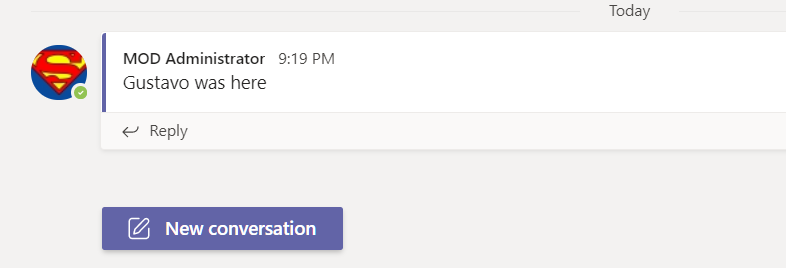 Today
MOD Administrator 9:19 PM
Gustavo was here
Reply
New conversation